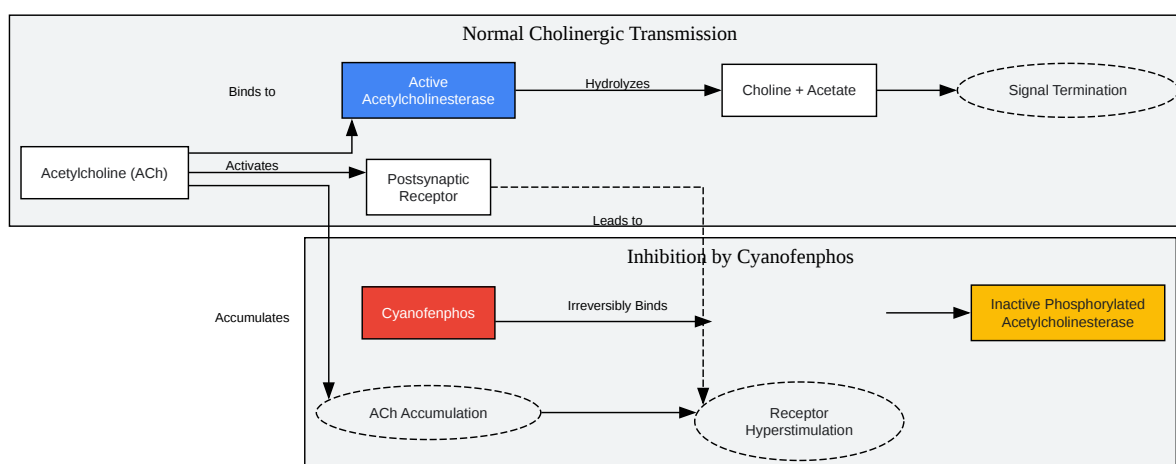 Normal Cholinergic Transmission
Binds to
Active
Acetylcholinesterase
Hydrolyzes
Choline + Acetate
Signal Termination
Acetylcholine (ACh)
Activates
Postsynaptic
Receptor
Leads to
Inhibition by Cyanofenphos
Accumulates
Cyanofenphos
Irreversibly Binds
Inactive Phosphorylated
Acetylcholinesterase
ACh Accumulation
Receptor
Hyperstimulation